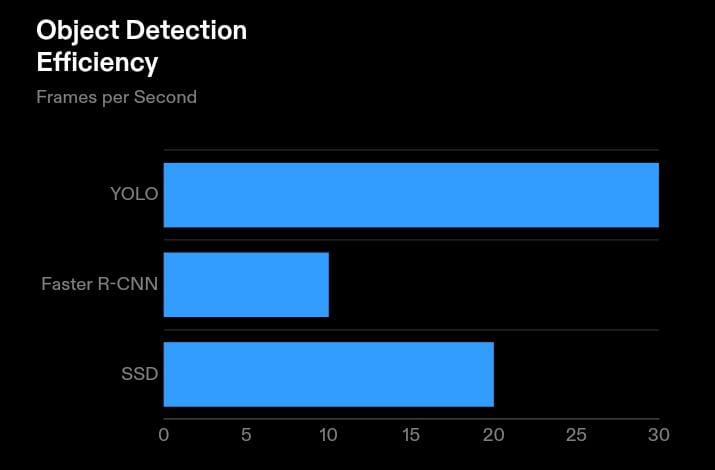 Object Detection
Efficiency
Frames per Second
YOLO
Faster R-CNN
SSD
0 5 10 15 20 25 30